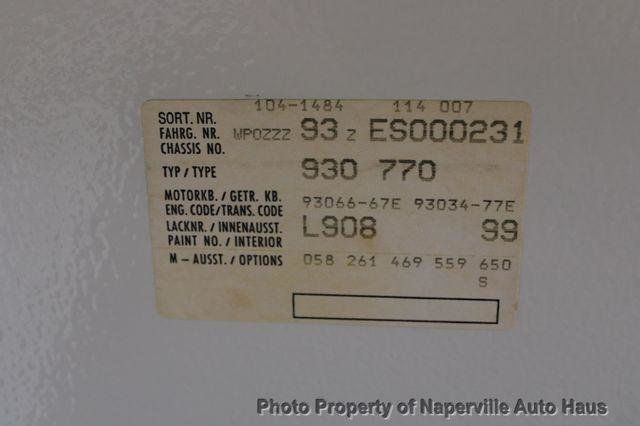 104-1484 114 007
SORT. NR.
FAHRG. NR. WPOZZZ 93 Z ES000231
CHASSIS NO.
TYP / TYPE 930 770
MOTORKB. / GETR. KB. 93066-67E 93034-77E
ENG. CODE/TRANS. CODE
LACKNR. / INNENAUSST. L908 99
PAINT NO. / INTERIOR
M – AUSST. / OPTIONS 058 261 469 559 650
S
Photo Property of Naperville Auto Haus